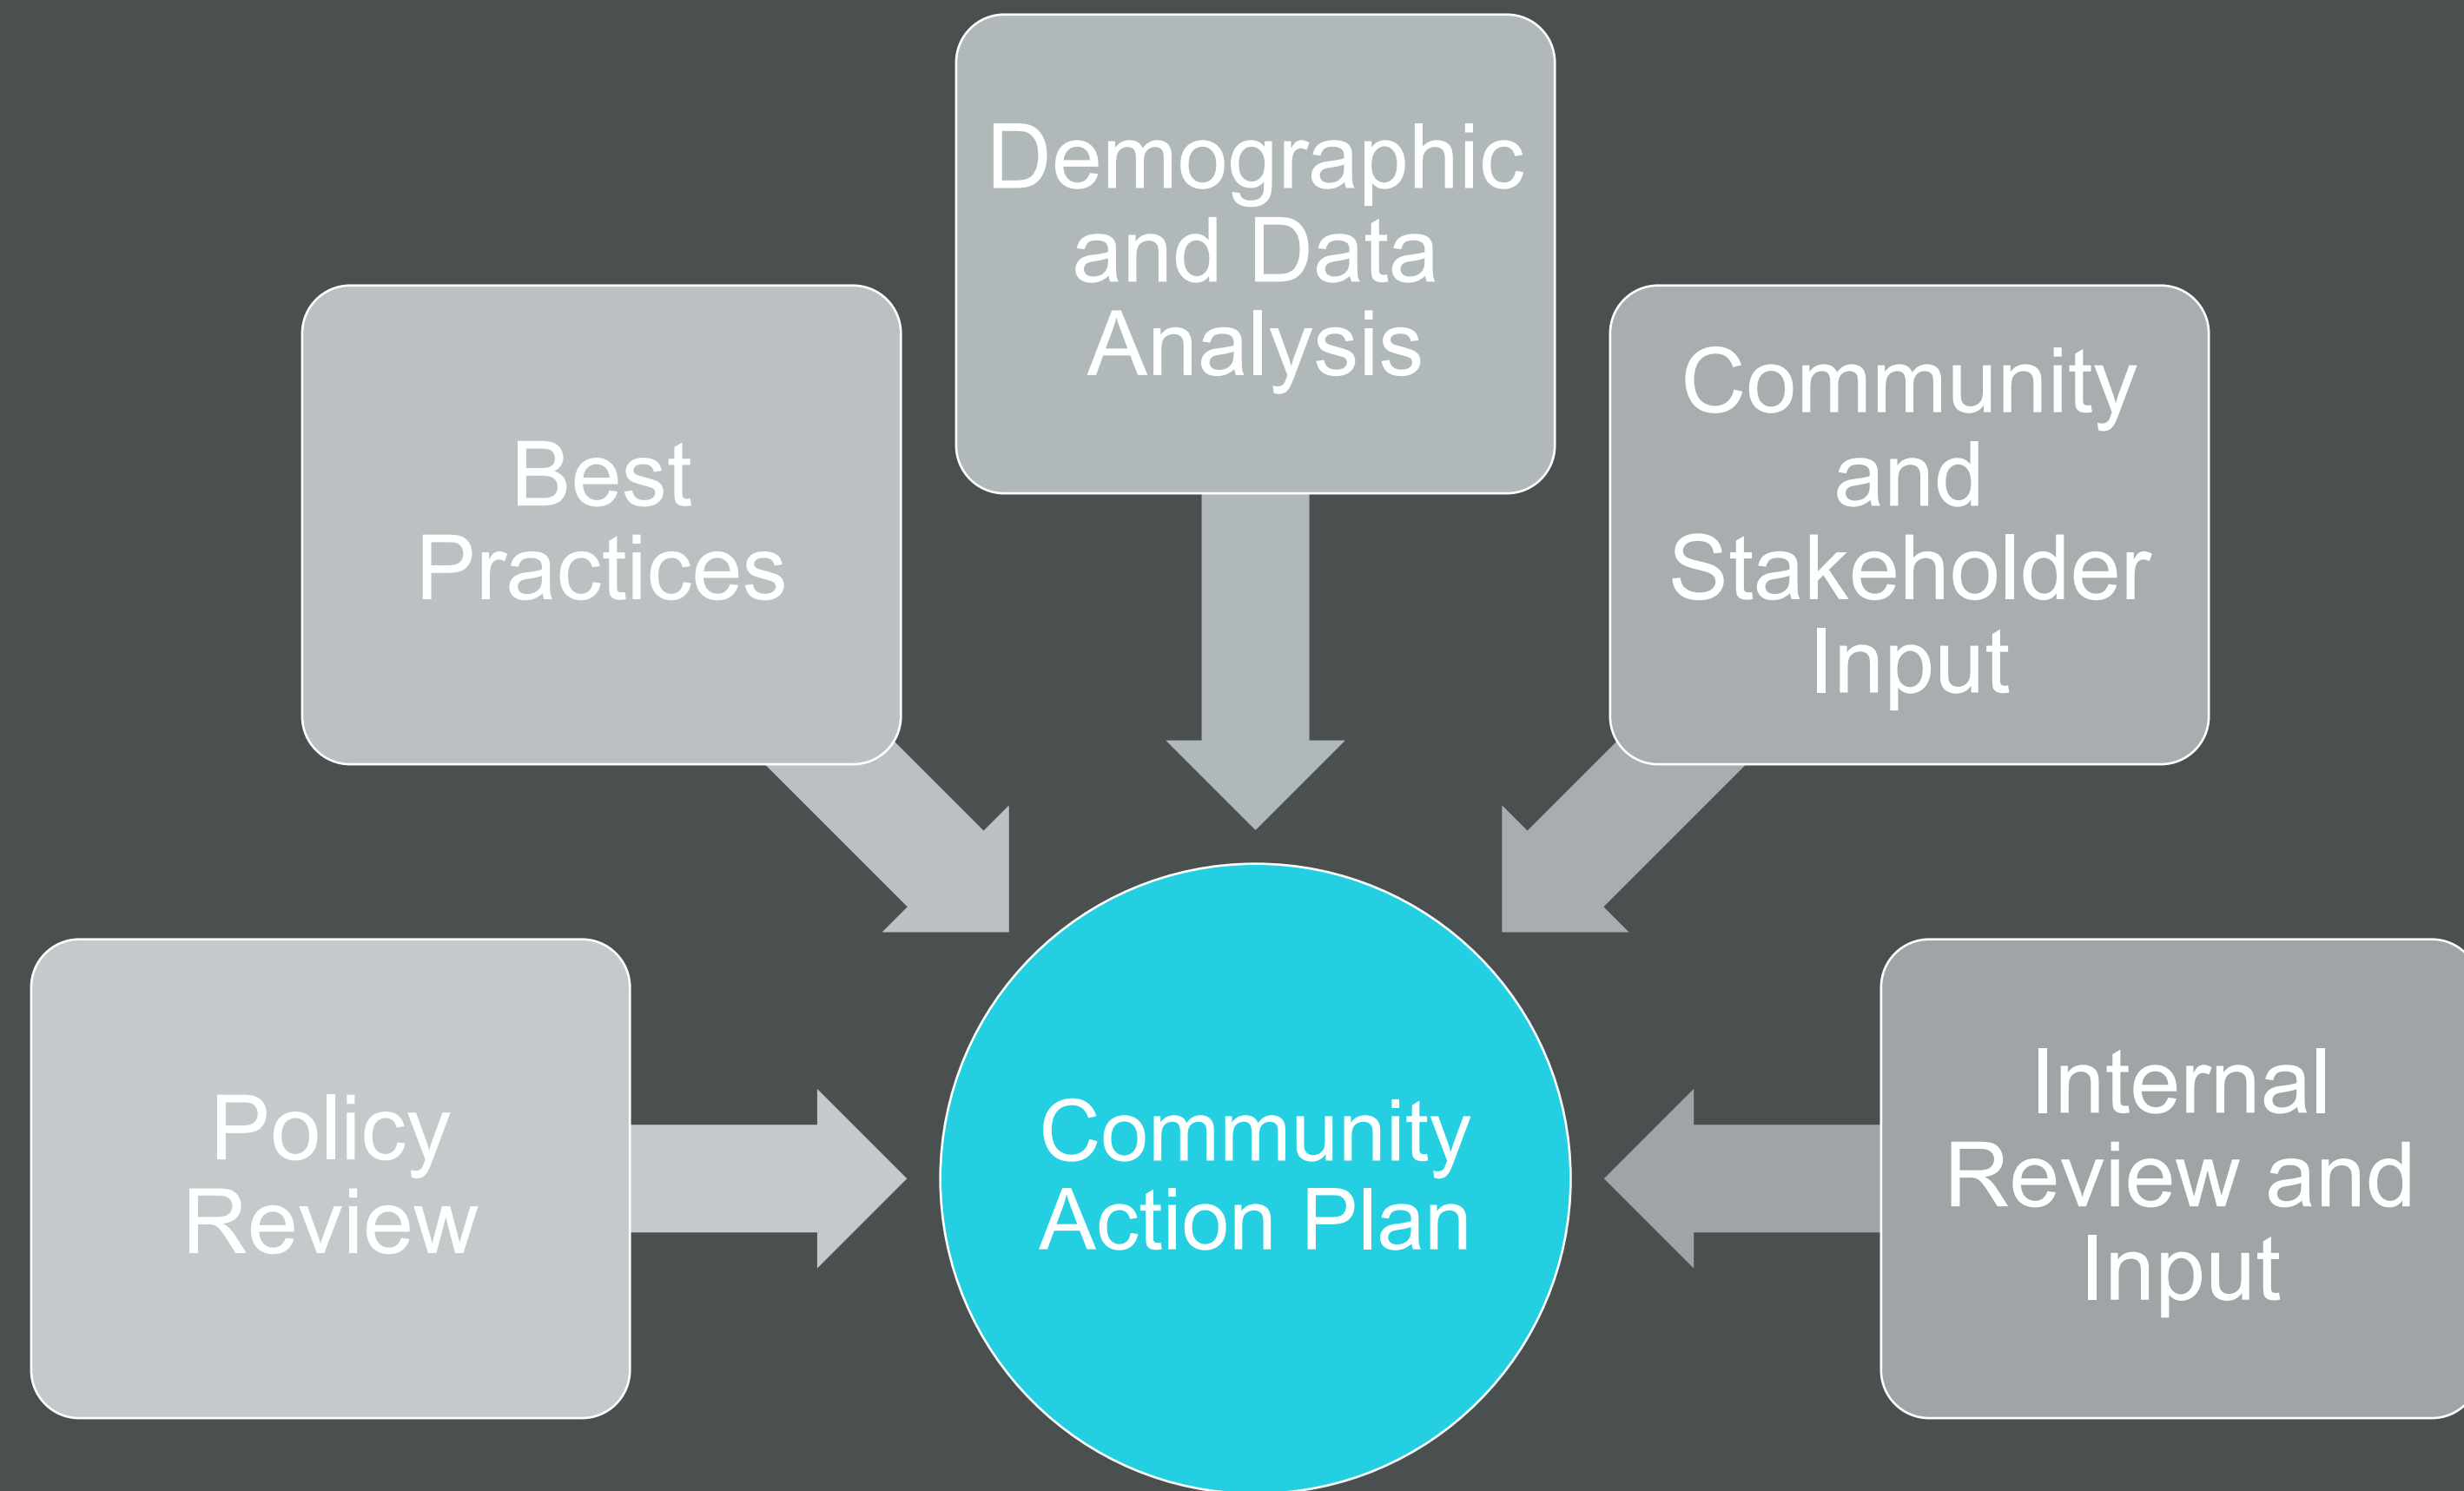 Demographic
and Data
Analysis
Best
Practices
Community
and
Stakeholder
Input
Policy
Review
Community
Action Plan
Internal
Review and
Input